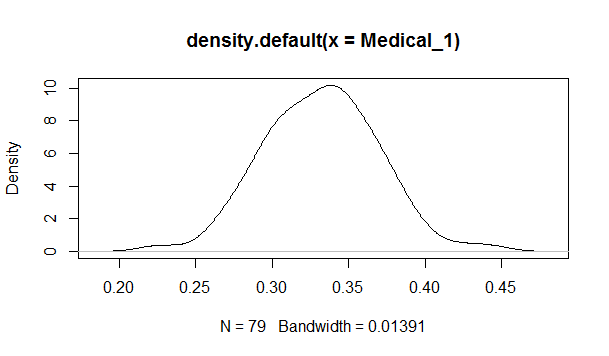 density.default(x = Medical_1)
Density
10
8
6
4
2
0
0.20 0.25 0.30 0.35 0.40 0.45
N = 79 Bandwidth = 0.01391